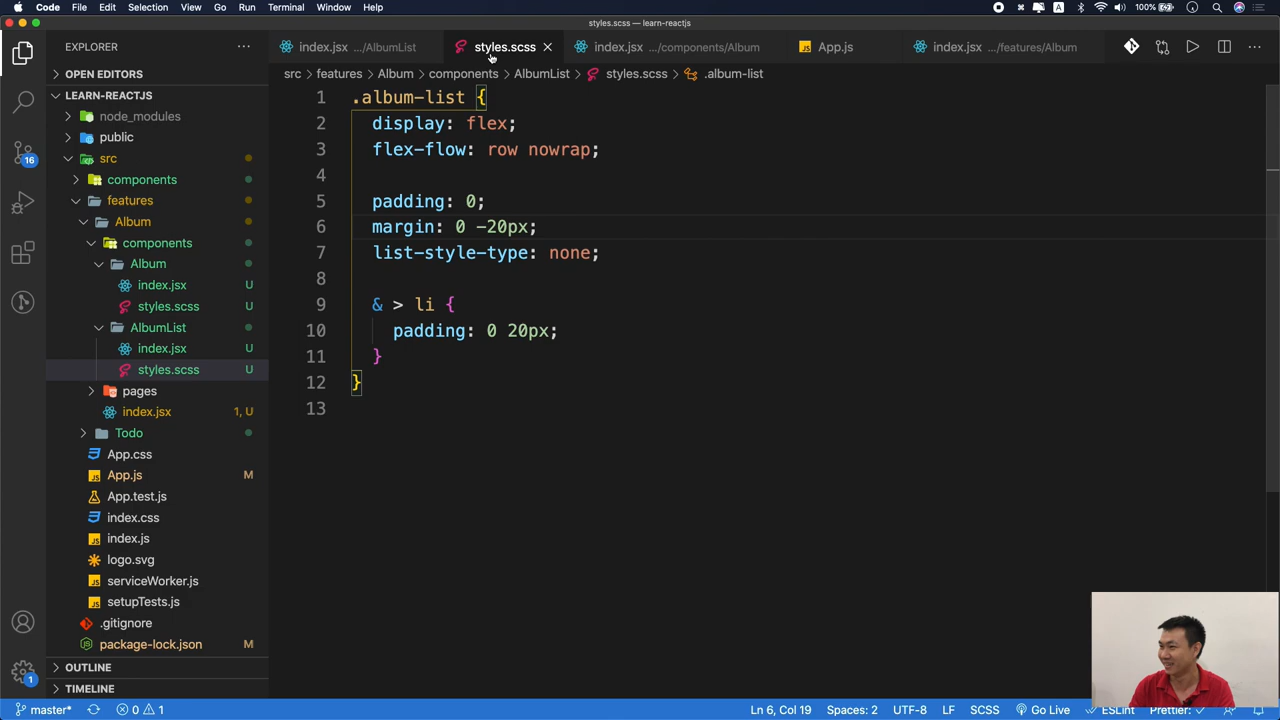 Code File Edit Selection View Go Run Terminal Window Help 100%
styles.scss — learn-reactjs
EXPLORER
index.jsx .../AlbumList
styles.scss
index.jsx .../components/Album
App.js
index.jsx .../features/Album
OPEN EDITORS
src > features > Album > components > AlbumList > styles.scss > .album-list
LEARN-REACTJS
node_modules
public
src
components
features
Album
components
Album
index.jsx U
styles.scss U
AlbumList
index.jsx U
styles.scss U
pages
index.jsx 1, U
Todo
App.css
App.js M
App.test.js
index.css
index.js
logo.svg
serviceWorker.js
setupTests.js
.gitignore
package-lock.json M
OUTLINE
TIMELINE
16
1
1 .album-list {
2 display: flex;
3 flex-flow: row nowrap;
4
5 padding: 0;
6 margin: 0 -20px;
7 list-style-type: none;
8
9 & > li {
10 padding: 0 20px;
11 }
12 }
13
master* 0 1 Ln 6, Col 19 Spaces: 2 UTF-8 LF SCSS Go Live ESLint Prettier: ✓